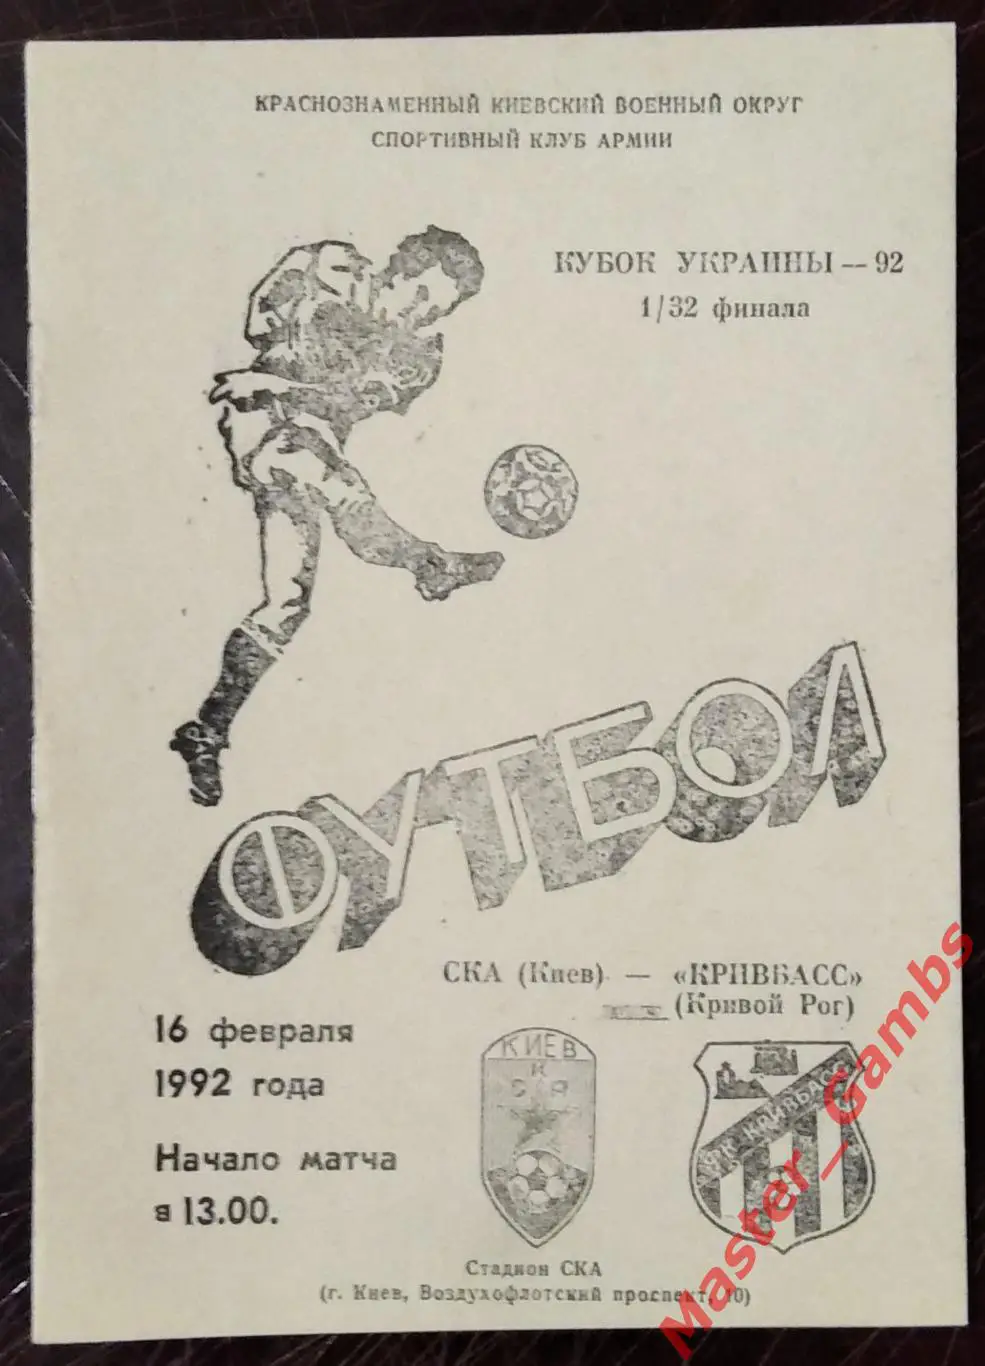 КРАСНОЗНАМЕННЫЙ КИЕВСКИЙ ВОЕННЫЙ ОКРУГ
СПОРТИВНЫЙ КЛУБ АРМИИ
КУБОК УКРАИНЫ — 92
1/32 финала
ФУТБОЛ
СКА (Киев) — «КРИВБАСС»
(Кривой Рог)
16 февраля
1992 года
Начало матча
в 13.00.
КИЕВ
СКА
ФК КРИВБАСС
Стадион СКА
(г. Киев, Воздухофлотский проспект, 10)
Master_Gambs